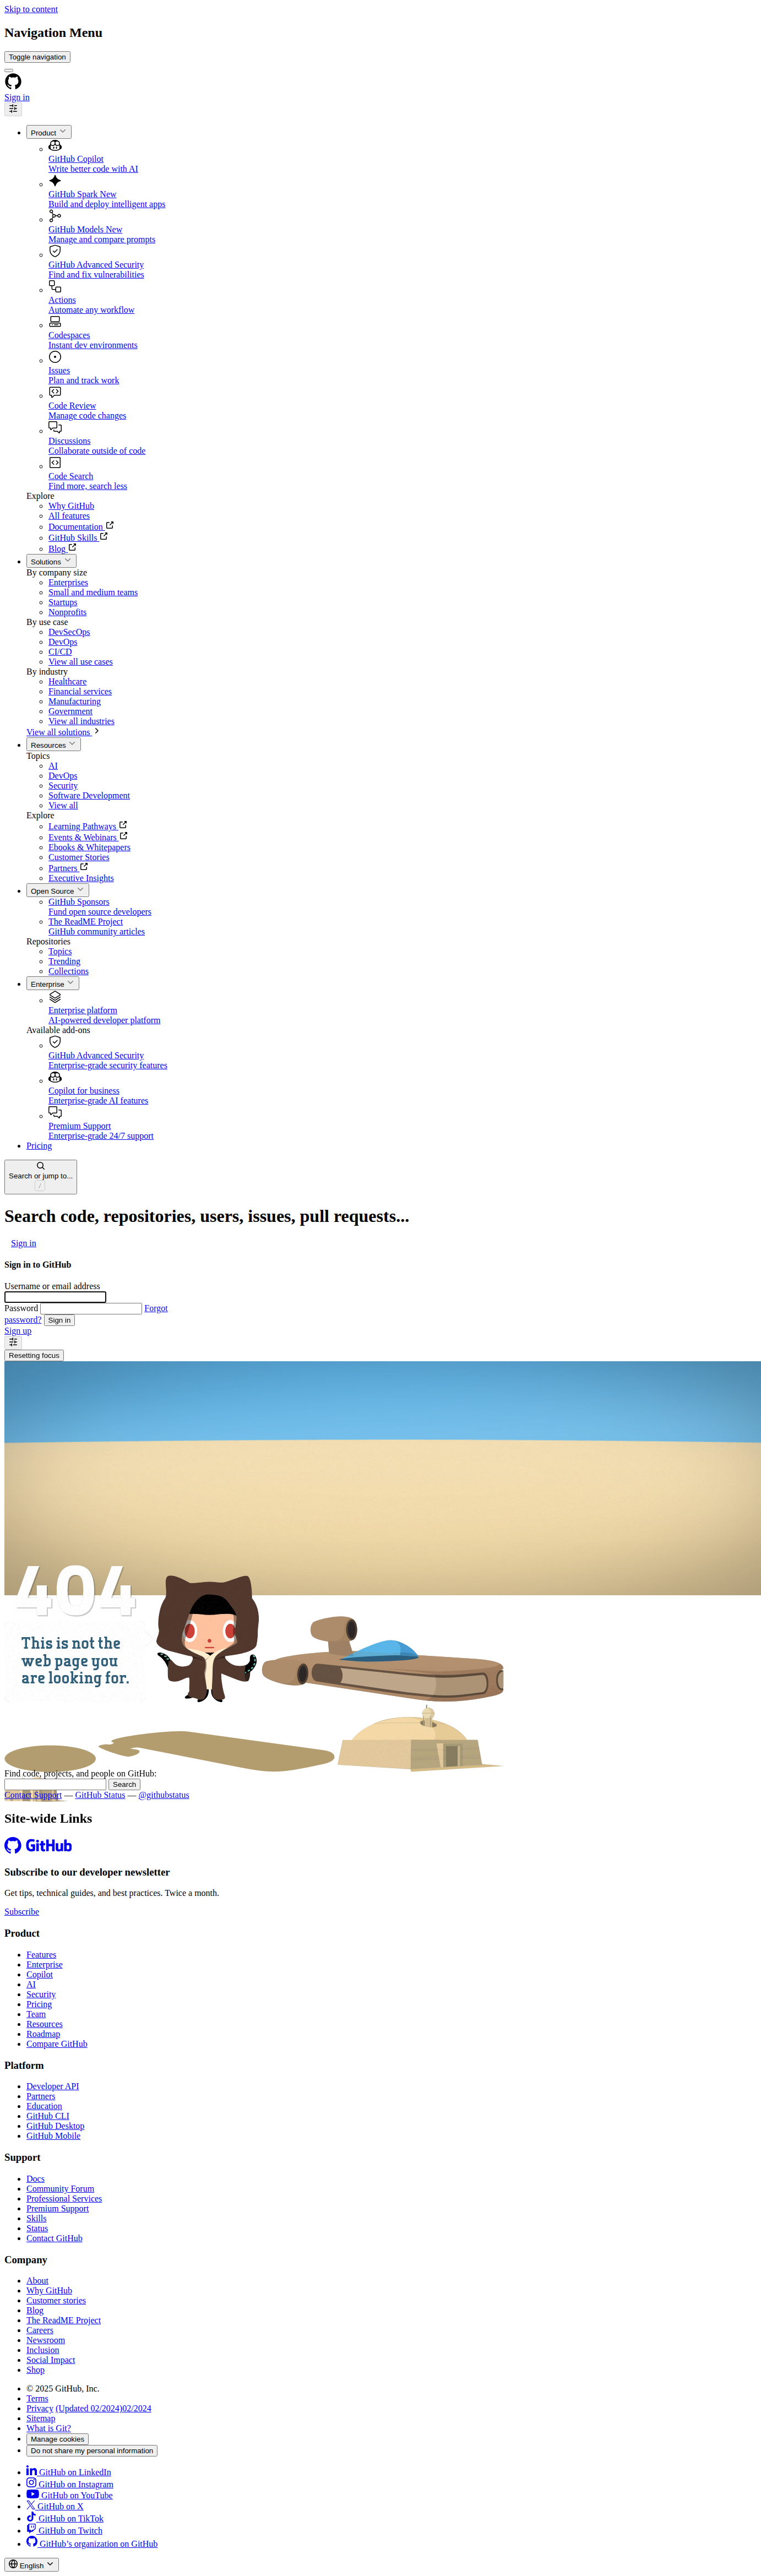 Skip to content
Navigation Menu
Toggle navigation
Sign in
Product
GitHub Copilot
Write better code with AI
GitHub Spark New
Build and deploy intelligent apps
GitHub Models New
Manage and compare prompts
GitHub Advanced Security
Find and fix vulnerabilities
Actions
Automate any workflow
Codespaces
Instant dev environments
Issues
Plan and track work
Code Review
Manage code changes
Discussions
Collaborate outside of code
Code Search
Find more, search less
Explore
Why GitHub
All features
Documentation
GitHub Skills
Blog
Solutions
By company size
Enterprises
Small and medium teams
Startups
Nonprofits
By use case
DevSecOps
DevOps
CI/CD
View all use cases
By industry
Healthcare
Financial services
Manufacturing
Government
View all industries
View all solutions
Resources
Topics
AI
DevOps
Security
Software Development
View all
Explore
Learning Pathways
Events & Webinars
Ebooks & Whitepapers
Customer Stories
Partners
Executive Insights
Open Source
GitHub Sponsors
Fund open source developers
The ReadME Project
GitHub community articles
Repositories
Topics
Trending
Collections
Enterprise
Enterprise platform
AI-powered developer platform
Available add-ons
GitHub Advanced Security
Enterprise-grade security features
Copilot for business
Enterprise-grade AI features
Premium Support
Enterprise-grade 24/7 support
Pricing
Search or jump to...
/
Search code, repositories, users, issues, pull requests...
Sign in
Sign in to GitHub
Username or email address
Password Forgot
password? Sign in
Sign up
Resetting focus
404
This is not the
web page you
are looking for.
Find code, projects, and people on GitHub:
Search
Contact Support — GitHub Status — @githubstatus
Site-wide Links
GitHub
Subscribe to our developer newsletter
Get tips, technical guides, and best practices. Twice a month.
Subscribe
Product
Features
Enterprise
Copilot
AI
Security
Pricing
Team
Resources
Roadmap
Compare GitHub
Platform
Developer API
Partners
Education
GitHub CLI
GitHub Desktop
GitHub Mobile
Support
Docs
Community Forum
Professional Services
Premium Support
Skills
Status
Contact GitHub
Company
About
Why GitHub
Customer stories
Blog
The ReadME Project
Careers
Newsroom
Inclusion
Social Impact
Shop
© 2025 GitHub, Inc.
Terms
Privacy (Updated 02/2024)02/2024
Sitemap
What is Git?
Manage cookies
Do not share my personal information
GitHub on LinkedIn
GitHub on Instagram
GitHub on YouTube
GitHub on X
GitHub on TikTok
GitHub on Twitch
GitHub’s organization on GitHub
English